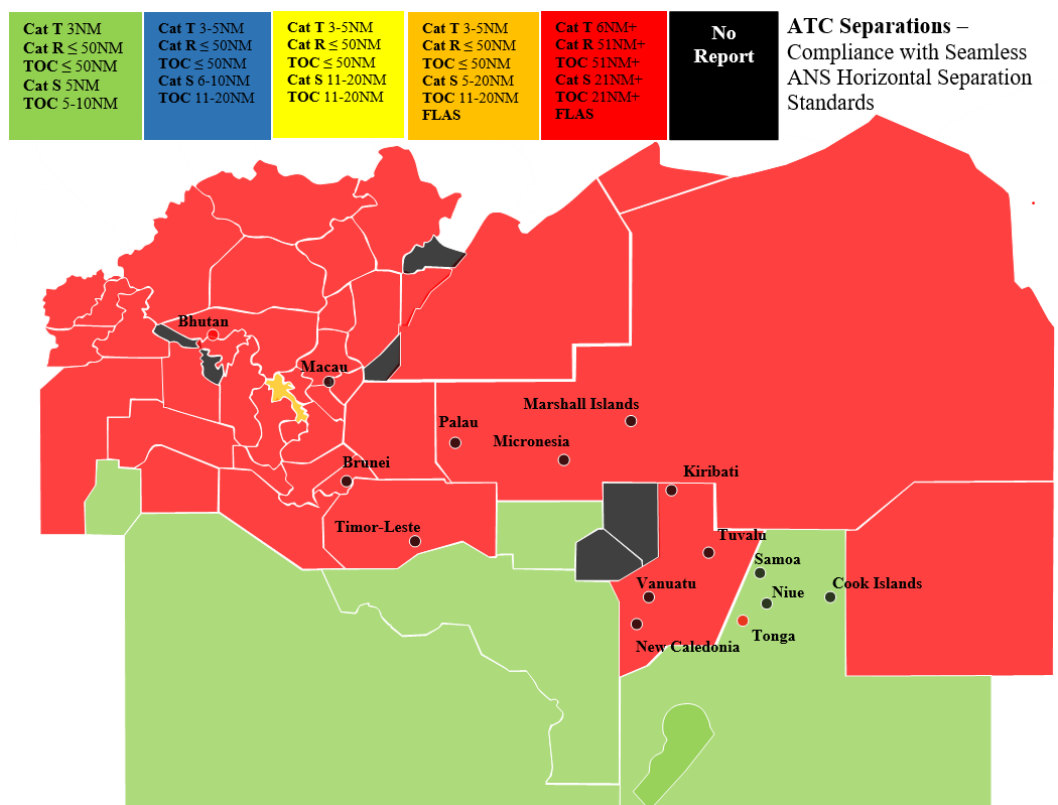 Cat T 3NM
Cat R ≤ 50NM
TOC ≤ 50NM
Cat S 5NM
TOC 5-10NM
Cat T 3-5NM
Cat R ≤ 50NM
TOC ≤ 50NM
Cat S 6-10NM
TOC 11-20NM
Cat T 3-5NM
Cat R ≤ 50NM
TOC ≤ 50NM
Cat S 11-20NM
TOC 11-20NM
Cat T 3-5NM
Cat R ≤ 50NM
TOC ≤ 50NM
Cat S 5-20NM
TOC 11-20NM
FLAS
Cat T 6NM+
Cat R 51NM+
TOC 51NM+
Cat S 21NM+
TOC 21NM+
FLAS
No
Report
ATC Separations –
Compliance with Seamless
ANS Horizontal Separation
Standards
Bhutan
Macau
Marshall Islands
Palau
Micronesia
Brunei
Kiribati
Timor-Leste
Tuvalu
Samoa
Vanuatu
Niue
Cook Islands
New Caledonia
Tonga